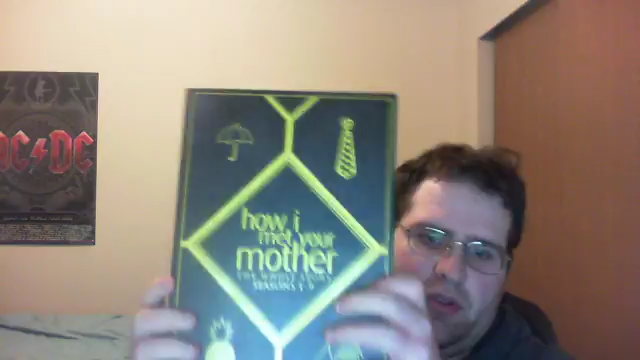 AC⚡DC
how i
met your
mother
THE WHOLE STORY
SEASONS 1-9